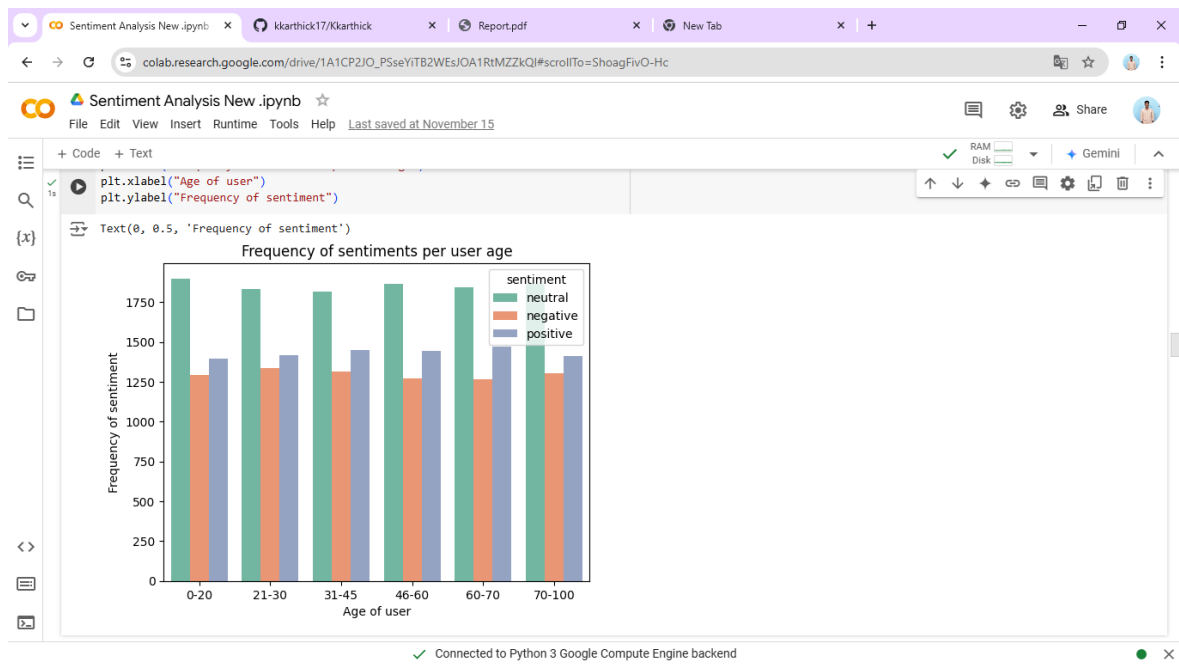 Sentiment Analysis New .ipynb
kkarthick17/Kkarthick
Report.pdf
New Tab
colab.research.google.com/drive/1A1CP2JO_PSseYiTB2WEsJOA1RtMZZkQl#scrollTo=ShoagFivO-Hc
Sentiment Analysis New .ipynb
Share
File Edit View Insert Runtime Tools Help Last saved at November 15
+ Code + Text
RAM
Disk
Gemini
1s
plt.xlabel("Age of user")
plt.ylabel("Frequency of sentiment")
{x}
Text(0, 0.5, 'Frequency of sentiment')
Frequency of sentiments per user age
sentiment
neutral
negative
positive
1750
1500
1250
1000
750
500
250
0
Frequency of sentiment
0-20 21-30 31-45 46-60 60-70 70-100
Age of user
Connected to Python 3 Google Compute Engine backend